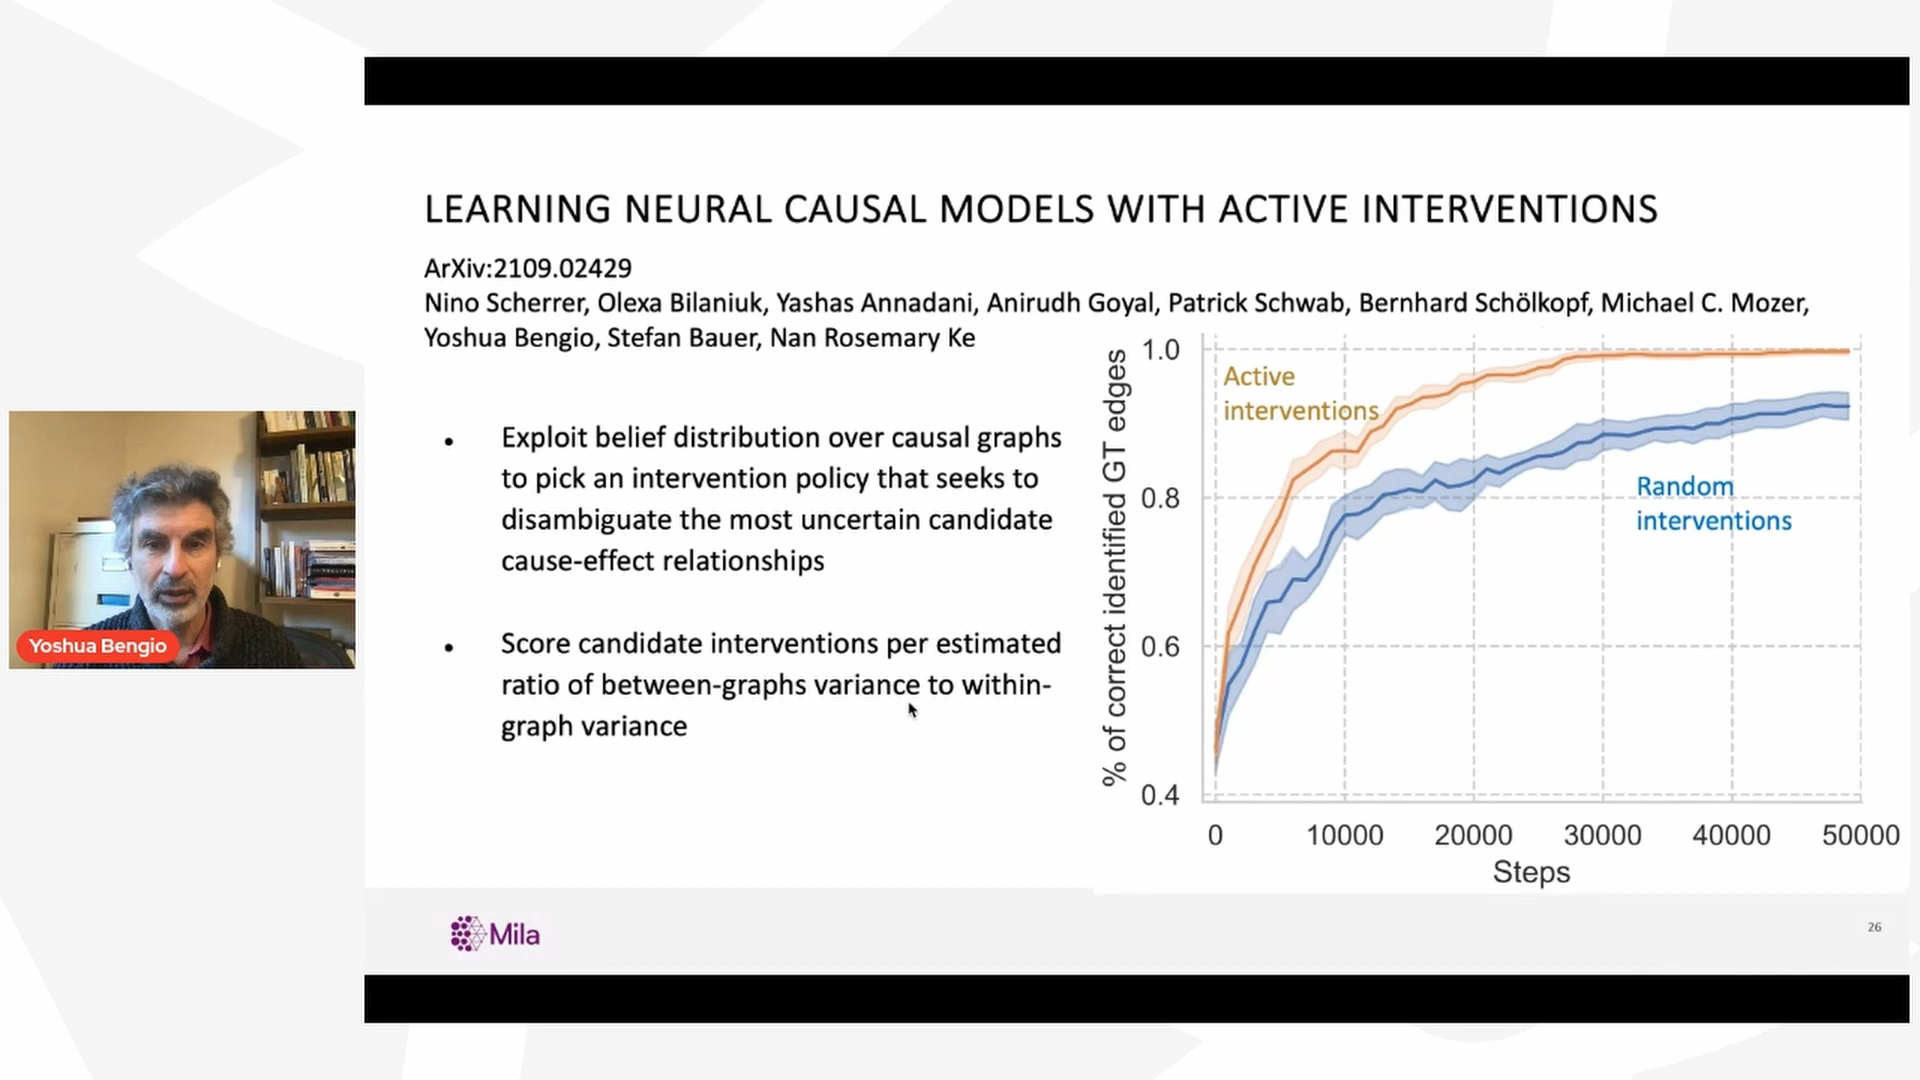 LEARNING NEURAL CAUSAL MODELS WITH ACTIVE INTERVENTIONS
ArXiv:2109.02429
Nino Scherrer, Olexa Bilaniuk, Yashas Annadani, Anirudh Goyal, Patrick Schwab, Bernhard Schölkopf, Michael C. Mozer,
Yoshua Bengio, Stefan Bauer, Nan Rosemary Ke
• Exploit belief distribution over causal graphs
to pick an intervention policy that seeks to
disambiguate the most uncertain candidate
cause-effect relationships
• Score candidate interventions per estimated
ratio of between-graphs variance to within-
graph variance
% of correct identified GT edges
1.0
0.8
0.6
0.4
Active
interventions
Random
interventions
0 10000 20000 30000 40000 50000
Steps
Yoshua Bengio
Mila
26